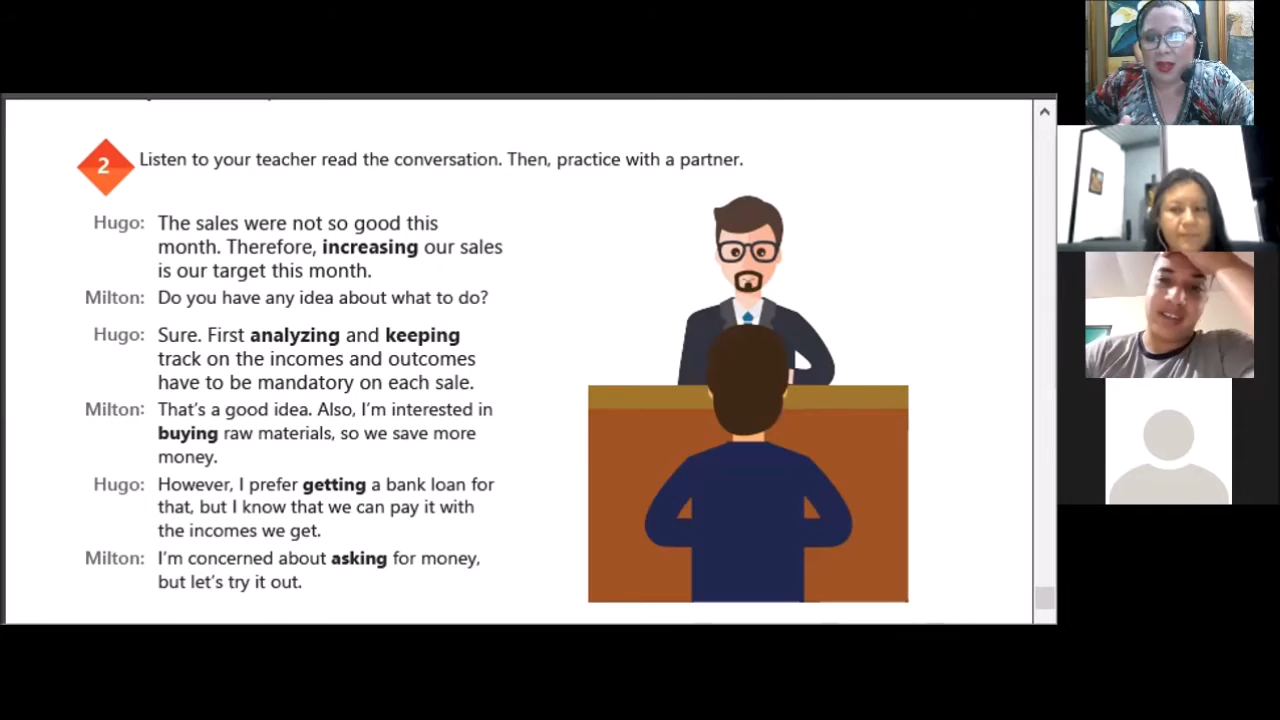 2
Listen to your teacher read the conversation. Then, practice with a partner.
Hugo: The sales were not so good this
month. Therefore, increasing our sales
is our target this month.
Milton: Do you have any idea about what to do?
Hugo: Sure. First analyzing and keeping
track on the incomes and outcomes
have to be mandatory on each sale.
Milton: That's a good idea. Also, I'm interested in
buying raw materials, so we save more
money.
Hugo: However, I prefer getting a bank loan for
that, but I know that we can pay it with
the incomes we get.
Milton: I'm concerned about asking for money,
but let's try it out.